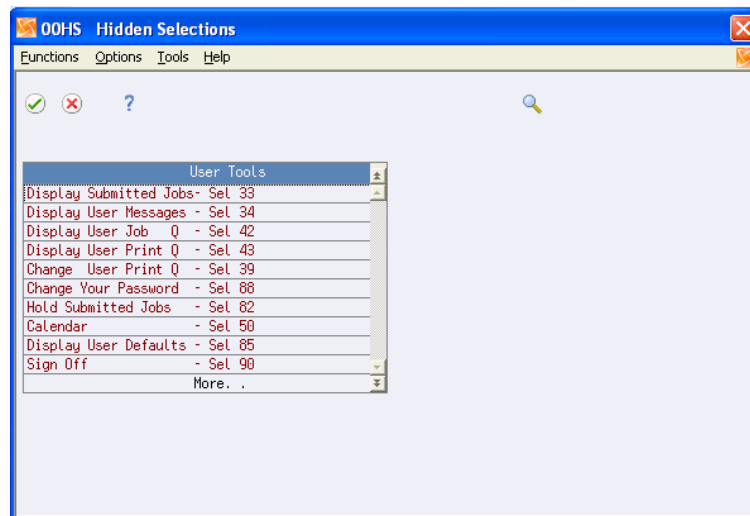 00HS Hidden Selections
Functions Options Tools Help
?
User Tools
Display Submitted Jobs- Sel 33
Display User Messages - Sel 34
Display User Job Q - Sel 42
Display User Print Q - Sel 43
Change User Print Q - Sel 39
Change Your Password - Sel 88
Hold Submitted Jobs - Sel 82
Calendar - Sel 50
Display User Defaults - Sel 85
Sign Off - Sel 90
More. .